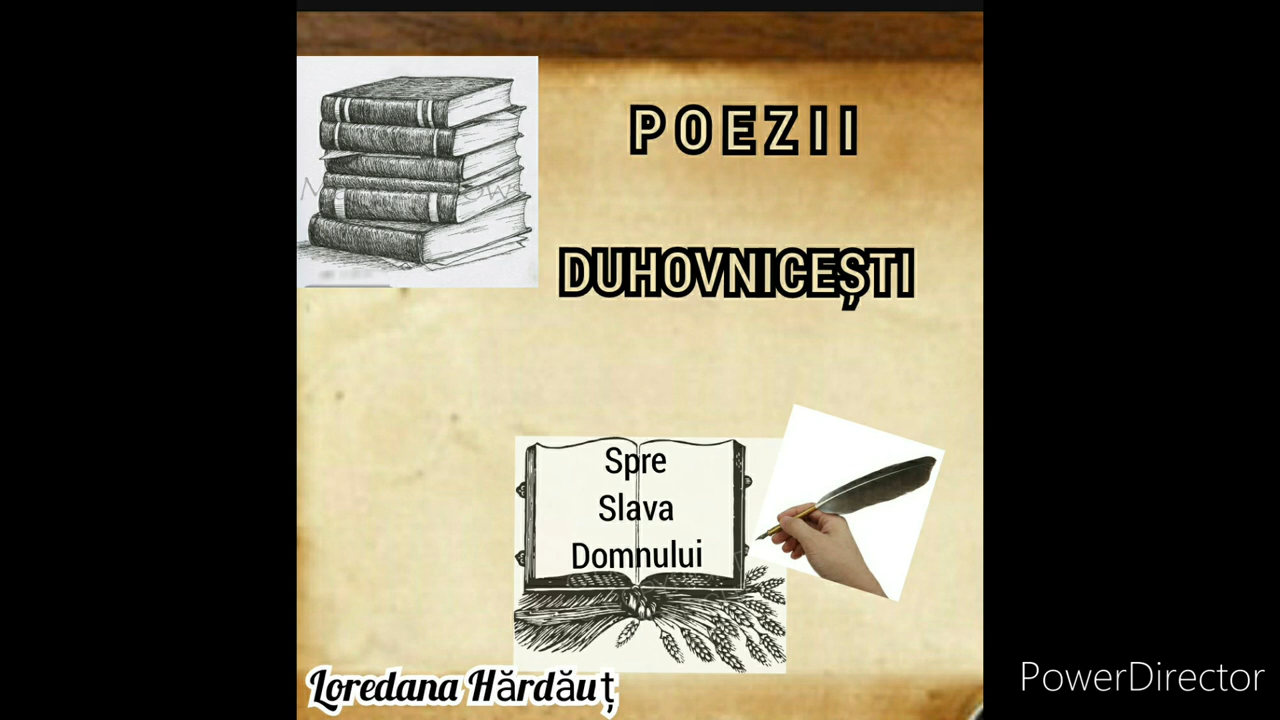 POEZII
DUHOVNICEȘTI
Spre
Slava
Domnului
Loredana Hărdăuț
PowerDirector